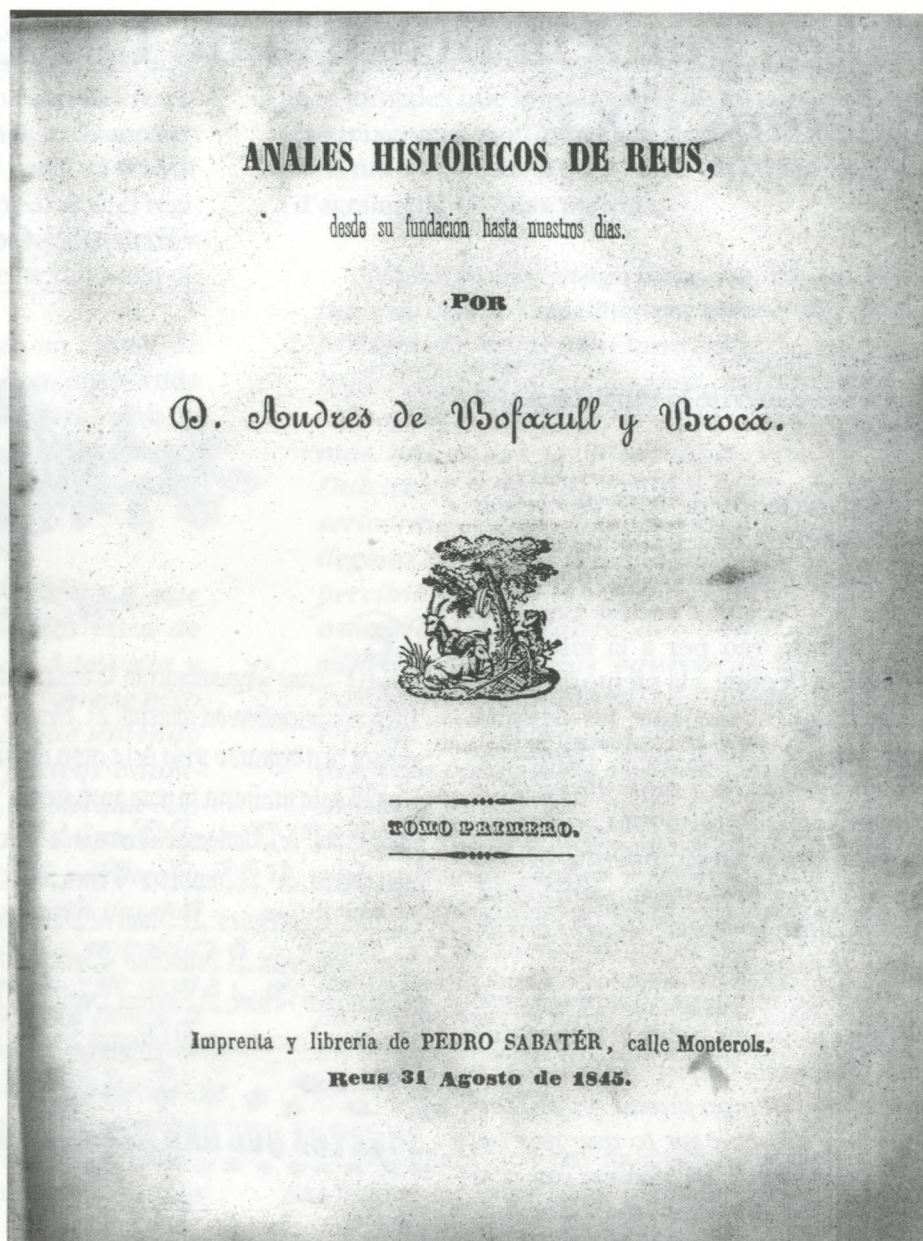 ANALES HISTÓRICOS DE REUS,
desde su fundacion hasta nuestros dias.
POR
D. Andres de Bofarull y Brocá.
TOMO PRIMERO.
Imprenta y librería de PEDRO SABATÉR, calle Monterols.
Reus 31 Agosto de 1845.